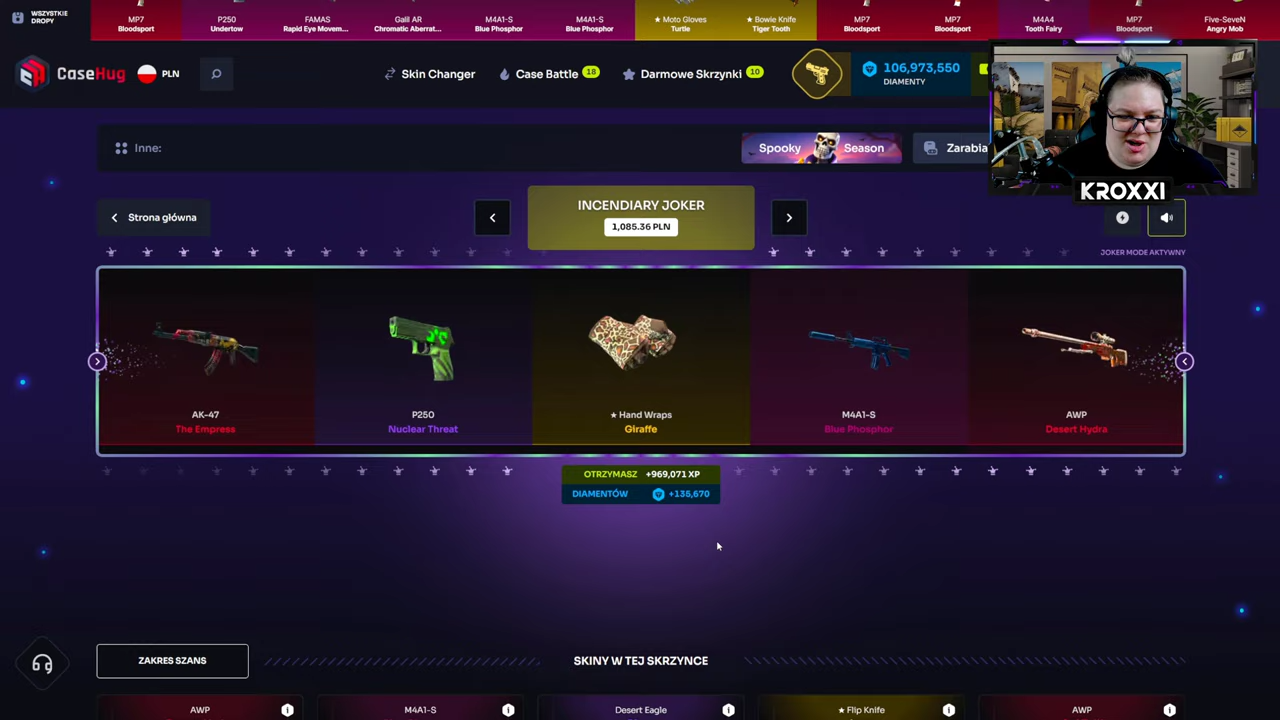 WSZYSTKIE
DROPY
MP7
Bloodsport
P250
Undertow
FAMAS
Rapid Eye Movem...
Galil AR
Chromatic Aberrat...
M4A1-S
Blue Phosphor
M4A1-S
Blue Phosphor
★ Moto Gloves
Turtle
★ Bowie Knife
Tiger Tooth
MP7
Bloodsport
MP7
Bloodsport
M4A4
Tooth Fairy
MP7
Bloodsport
Five-SeveN
Angry Mob
CaseHug
PLN
Skin Changer
Case Battle 18
Darmowe Skrzynki 10
106,973,550
DIAMENTY
Inne:
Spooky Season
Zarabia
KROXXI
Strona główna
INCENDIARY JOKER
1,085.36 PLN
JOKER MODE AKTYWNY
AK-47
The Empress
P250
Nuclear Threat
★ Hand Wraps
Giraffe
M4A1-S
Blue Phosphor
AWP
Desert Hydra
OTRZYMASZ +969,071 XP
DIAMENTÓW +135,670
ZAKRES SZANS
SKINY W TEJ SKRZYNCE
AWP
M4A1-S
Desert Eagle
★ Flip Knife
AWP